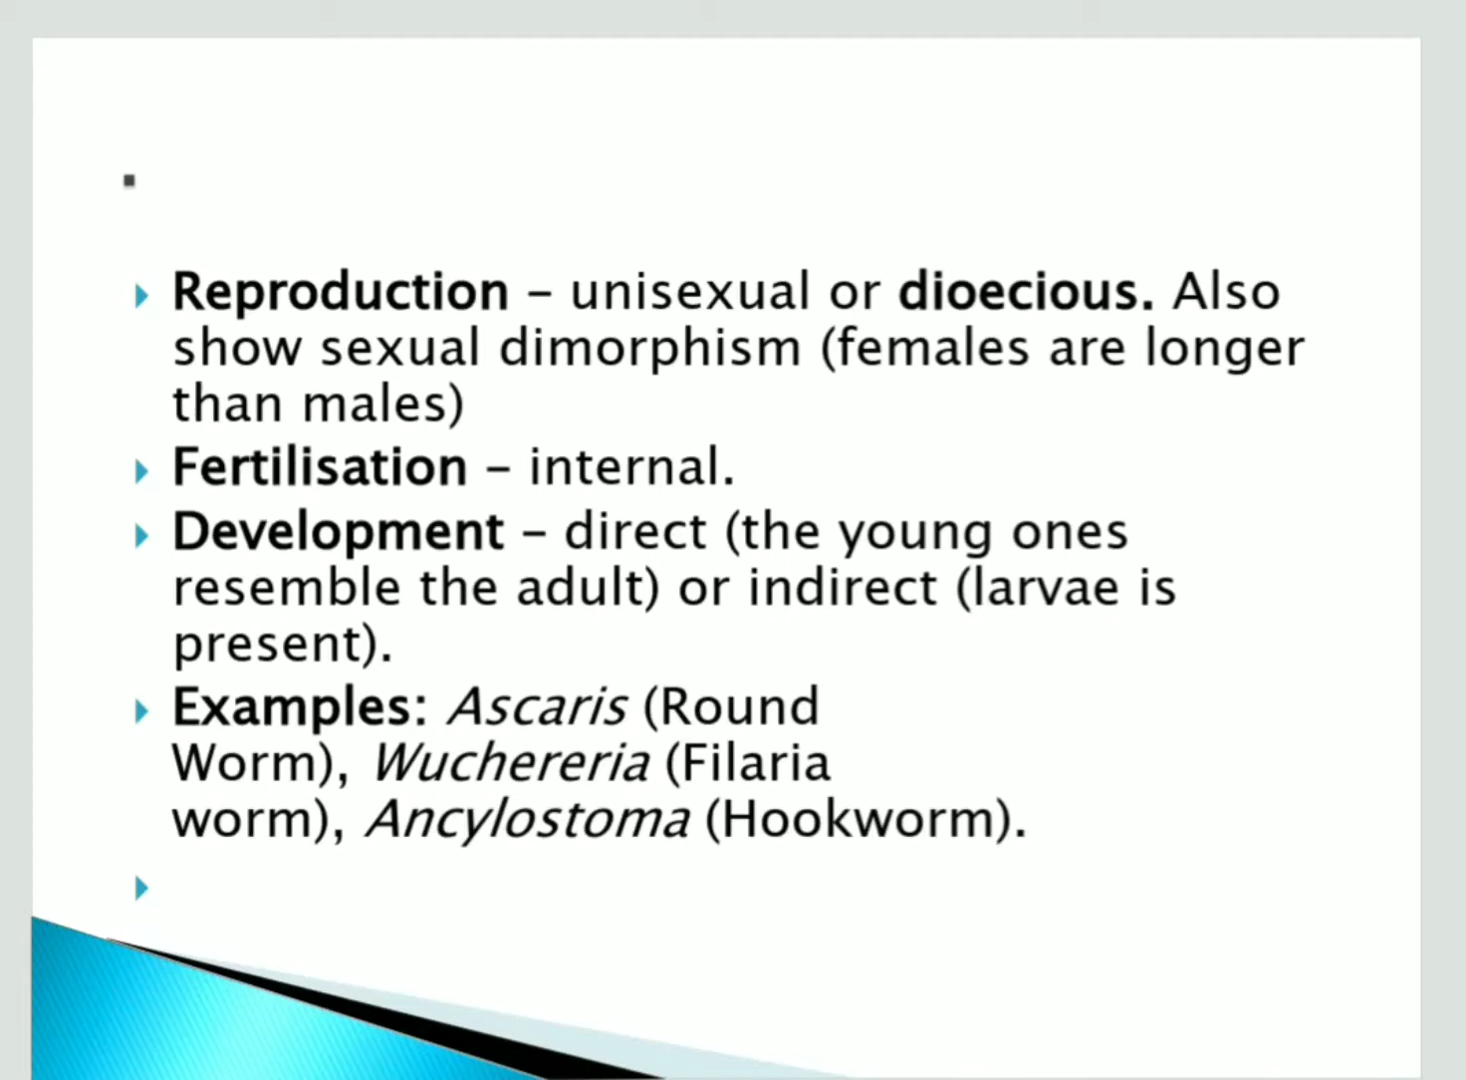 .
Reproduction – unisexual or dioecious. Also
show sexual dimorphism (females are longer
than males)
Fertilisation – internal.
Development – direct (the young ones
resemble the adult) or indirect (larvae is
present).
Examples: Ascaris (Round
Worm), Wuchereria (Filaria
worm), Ancylostoma (Hookworm).